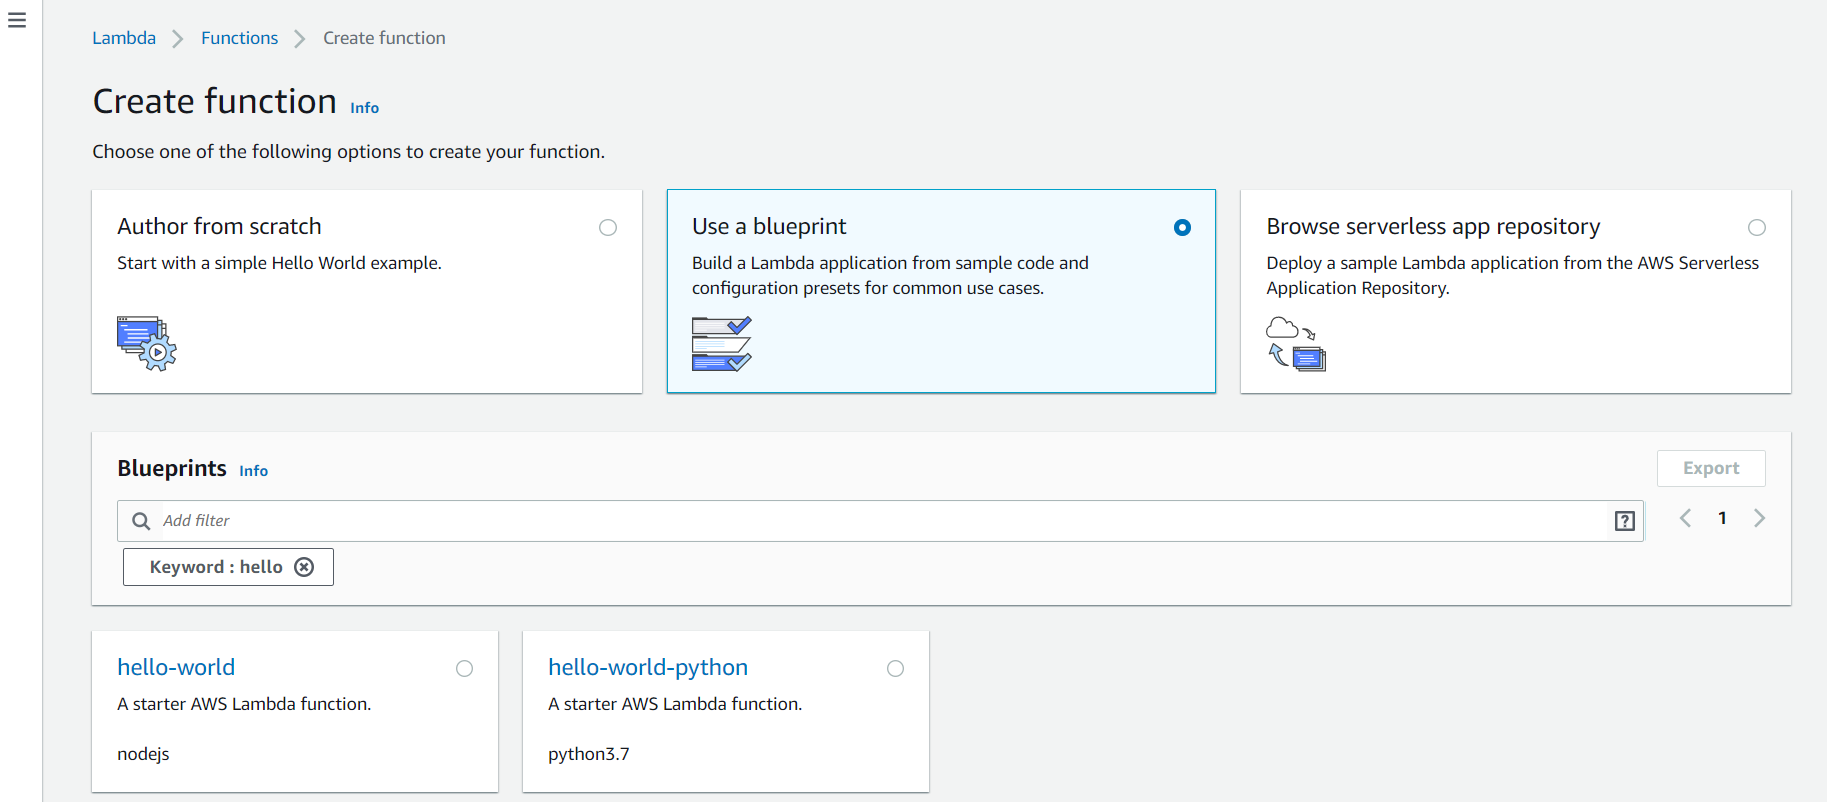 Lambda > Functions > Create function
Create function Info
Choose one of the following options to create your function.
Author from scratch
Start with a simple Hello World example.
Use a blueprint
Build a Lambda application from sample code and
configuration presets for common use cases.
Browse serverless app repository
Deploy a sample Lambda application from the AWS Serverless
Application Repository.
Blueprints Info
Export
Add filter
?
1
Keyword : hello
hello-world
A starter AWS Lambda function.
nodejs
hello-world-python
A starter AWS Lambda function.
python3.7